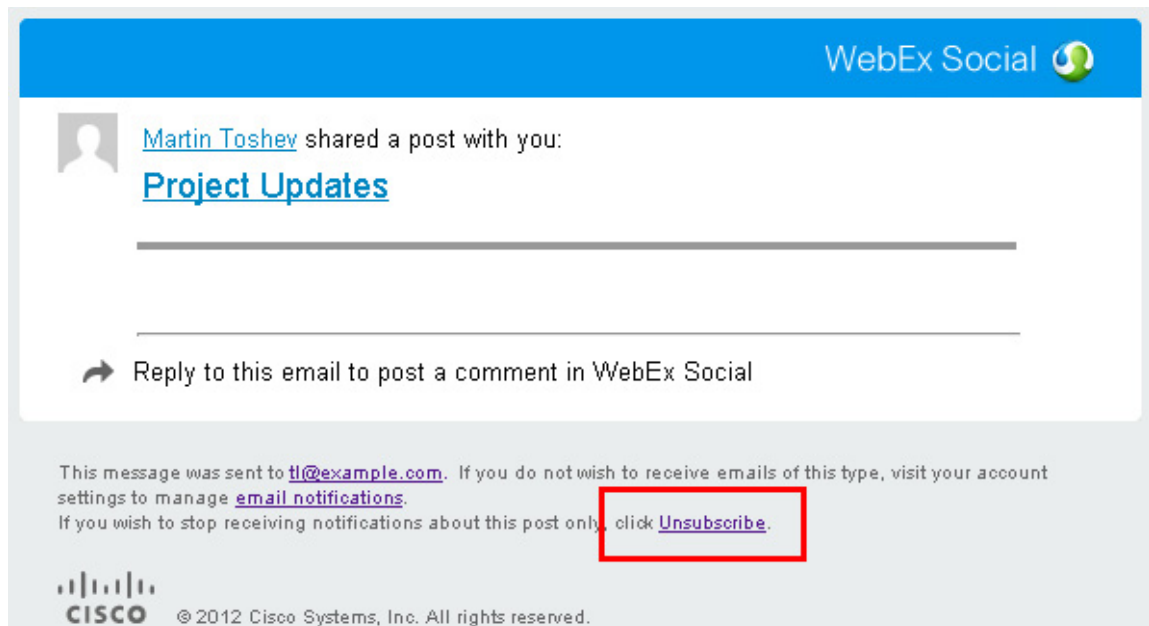 WebEx Social
Martin Toshev shared a post with you:
Project Updates
Reply to this email to post a comment in WebEx Social
This message was sent to tl@example.com. If you do not wish to receive emails of this type, visit your account
settings to manage email notifications.
If you wish to stop receiving notifications about this post only, click Unsubscribe.
CISCO © 2012 Cisco Systems, Inc. All rights reserved.